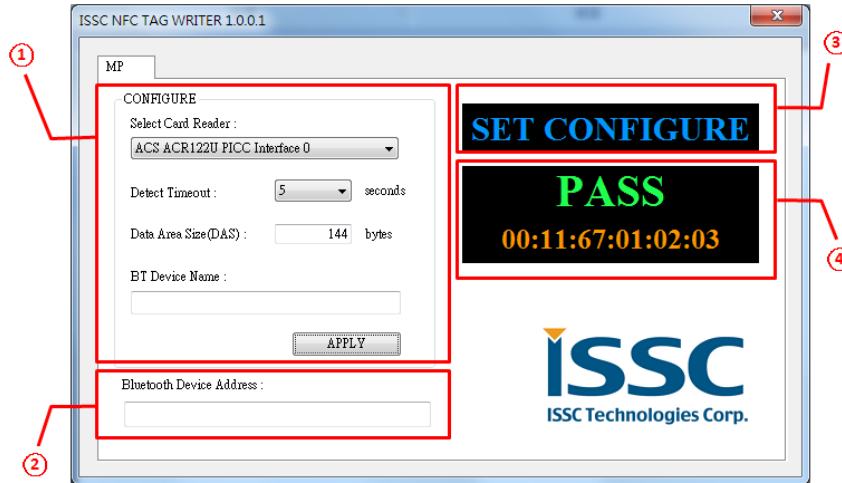 ISSC NFC TAG WRITER 1.0.0.1
x
1
3
MP
CONFIGURE
Select Card Reader :
ACS ACR122U PICC Interface 0
SET CONFIGURE
Detect Timeout :
5
seconds
PASS
Data Area Size(DAS) :
144
bytes
00:11:67:01:02:03
4
BT Device Name :
APPLY
ISSC
ISSC Technologies Corp.
Bluetooth Device Address :
2